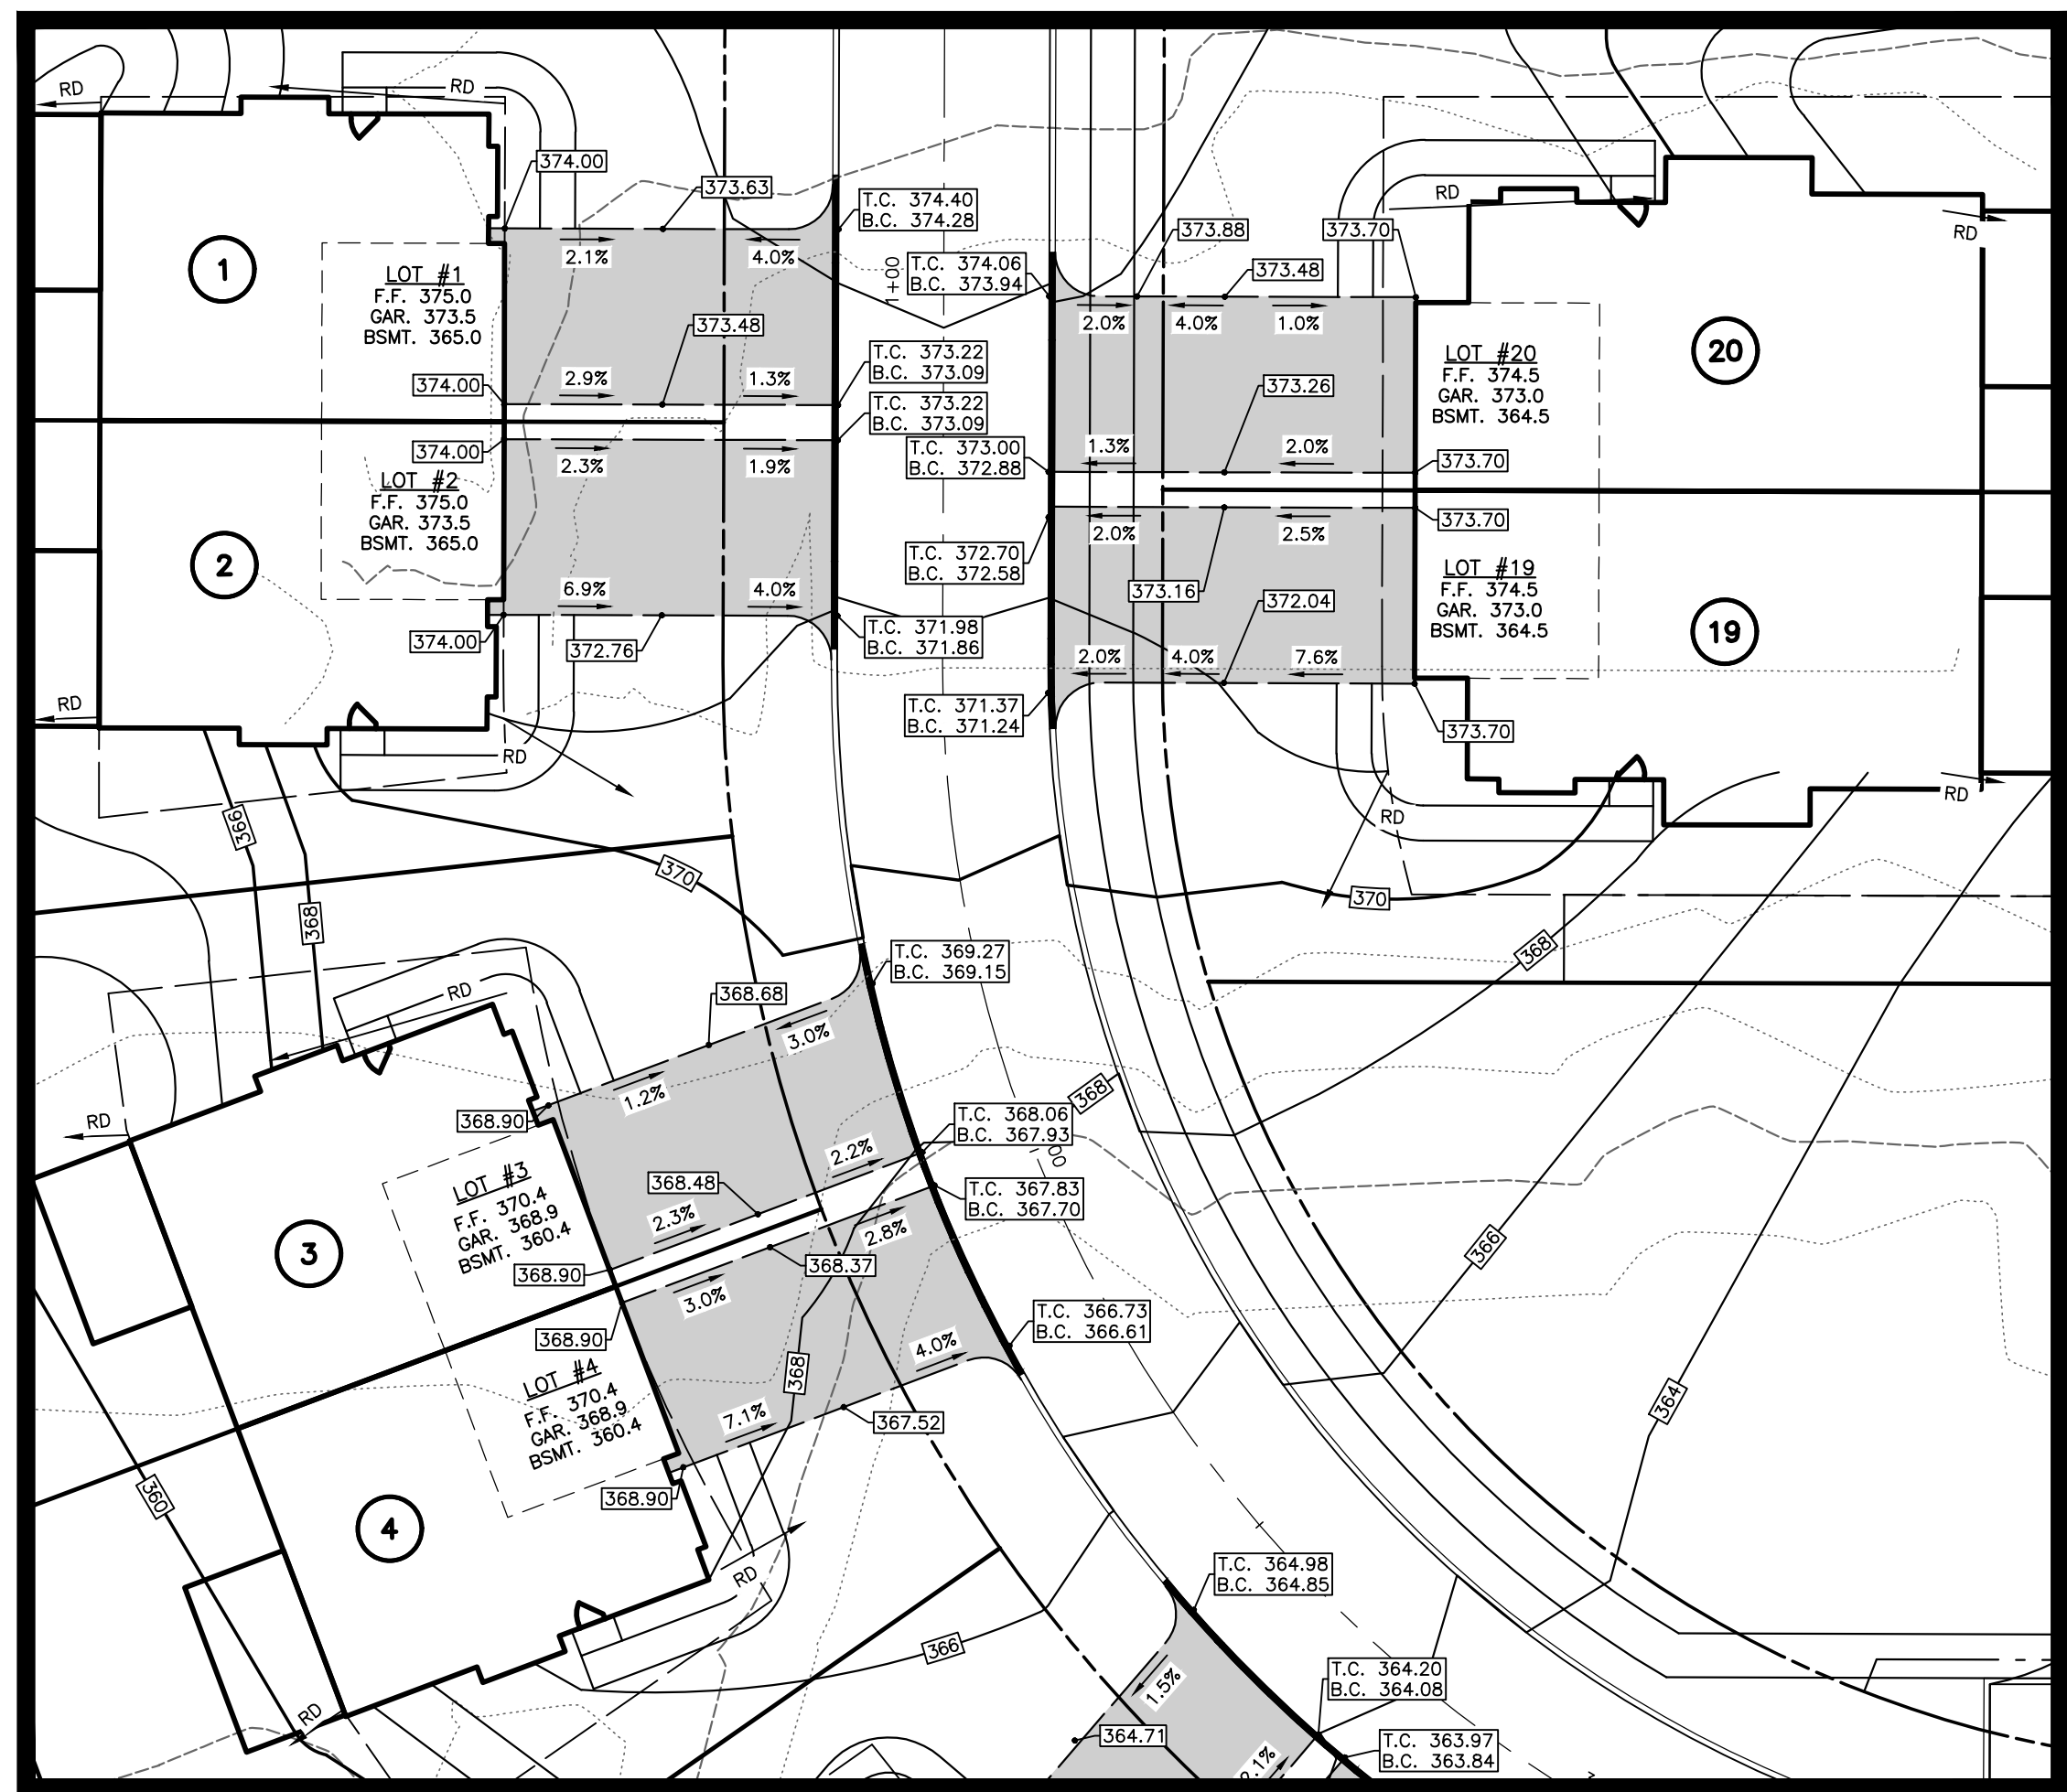 RD
RD
374.00
373.63
T.C. 374.40
B.C. 374.28
RD
RD
373.88
373.70
1
2.1%
4.0%
T.C. 374.06
B.C. 373.94
373.48
1+00
LOT #1
F.F. 375.0
GAR. 373.5
BSMT. 365.0
373.48
2.0%
4.0%
1.0%
20
LOT #20
F.F. 374.5
GAR. 373.0
BSMT. 364.5
T.C. 373.22
B.C. 373.09
374.00
2.9%
1.3%
373.26
T.C. 373.22
B.C. 373.09
374.00
2.3%
1.9%
T.C. 373.00
B.C. 372.88
1.3%
2.0%
373.70
LOT #2
F.F. 375.0
GAR. 373.5
BSMT. 365.0
2
373.70
2.0%
2.5%
T.C. 372.70
B.C. 372.58
LOT #19
F.F. 374.5
GAR. 373.0
BSMT. 364.5
19
6.9%
4.0%
373.16
372.04
374.00
372.76
T.C. 371.98
B.C. 371.86
2.0%
4.0%
7.6%
RD
T.C. 371.37
B.C. 371.24
373.70
RD
RD
RD
366
370
370
368
368
T.C. 369.27
B.C. 369.15
RD
368.68
3.0%
1.2%
368
RD
368.90
T.C. 368.06
B.C. 367.93
00
2.2%
368.48
LOT #3
F.F. 370.4
GAR. 368.9
BSMT. 360.4
2.3%
T.C. 367.83
B.C. 367.70
2.8%
3
368.90
368.37
366
3.0%
368.90
T.C. 366.73
B.C. 366.61
4.0%
LOT #4
F.F. 370.4
GAR. 368.9
BSMT. 360.4
368
364
7.1%
367.52
360
368.90
4
RD
T.C. 364.98
B.C. 364.85
366
1.5%
T.C. 364.20
B.C. 364.08
RD
364.71
T.C. 363.97
B.C. 363.84